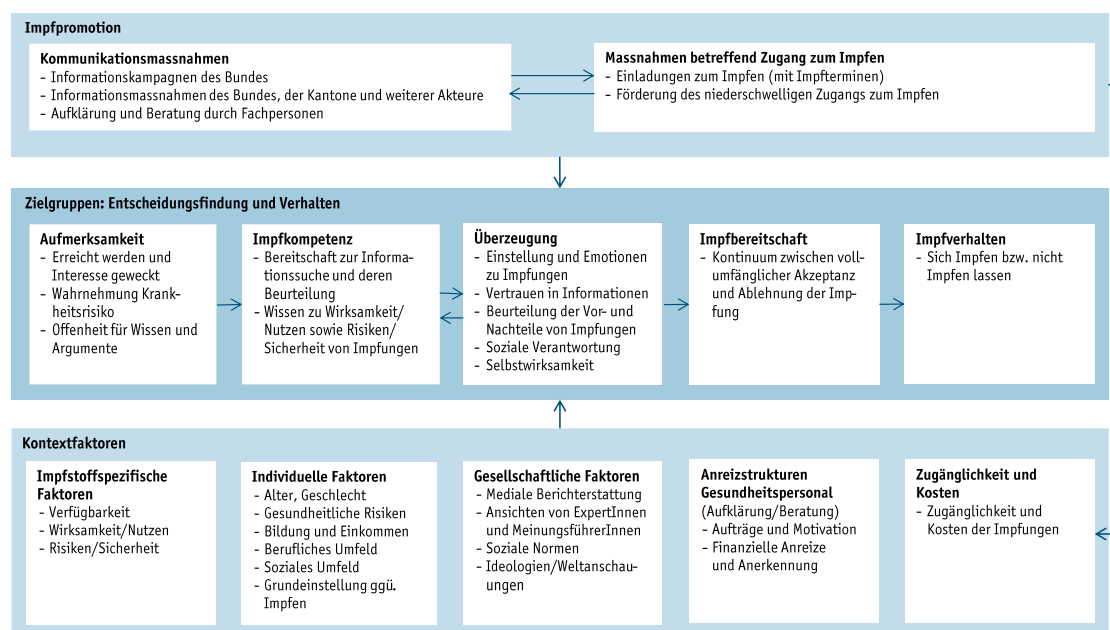 Impfpromotion
Kommunikationsmassnahmen
- Informationskampagnen des Bundes
- Informationsmassnahmen des Bundes, der Kantone und weiterer Akteure
- Aufklärung und Beratung durch Fachpersonen
Massnahmen betreffend Zugang zum Impfen
- Einladungen zum Impfen (mit Impfterminen)
- Förderung des niederschwelligen Zugangs zum Impfen
Zielgruppen: Entscheidungsfindung und Verhalten
Aufmerksamkeit
- Erreicht werden und
Interesse geweckt
- Wahrnehmung Krank-
heitsrisiko
- Offenheit für Wissen und
Argumente
Impfkompetenz
- Bereitschaft zur Informa-
tionssuche und deren
Beurteilung
- Wissen zu Wirksamkeit/
Nutzen sowie Risiken/
Sicherheit von Impfungen
Überzeugung
- Einstellung und Emotionen
zu Impfungen
- Vertrauen in Informationen
- Beurteilung der Vor- und
Nachteile von Impfungen
- Soziale Verantwortung
- Selbstwirksamkeit
Impfbereitschaft
- Kontinuum zwischen voll-
umfänglicher Akzeptanz
und Ablehnung der Imp-
fung
Impfverhalten
- Sich Impfen bzw. nicht
Impfen lassen
Kontextfaktoren
Impfstoffspezifische
Faktoren
- Verfügbarkeit
- Wirksamkeit/Nutzen
- Risiken/Sicherheit
Individuelle Faktoren
- Alter, Geschlecht
- Gesundheitliche Risiken
- Bildung und Einkommen
- Berufliches Umfeld
- Soziales Umfeld
- Grundeinstellung ggü.
Impfen
Gesellschaftliche Faktoren
- Mediale Berichterstattung
- Ansichten von ExpertInnen
und MeinungsführerInnen
- Soziale Normen
- Ideologien/Weltanschau-
ungen
Anreizstrukturen
Gesundheitspersonal
(Aufklärung/Beratung)
- Aufträge und Motivation
- Finanzielle Anreize
und Anerkennung
Zugänglichkeit und
Kosten
- Zugänglichkeit und
Kosten der Impfungen